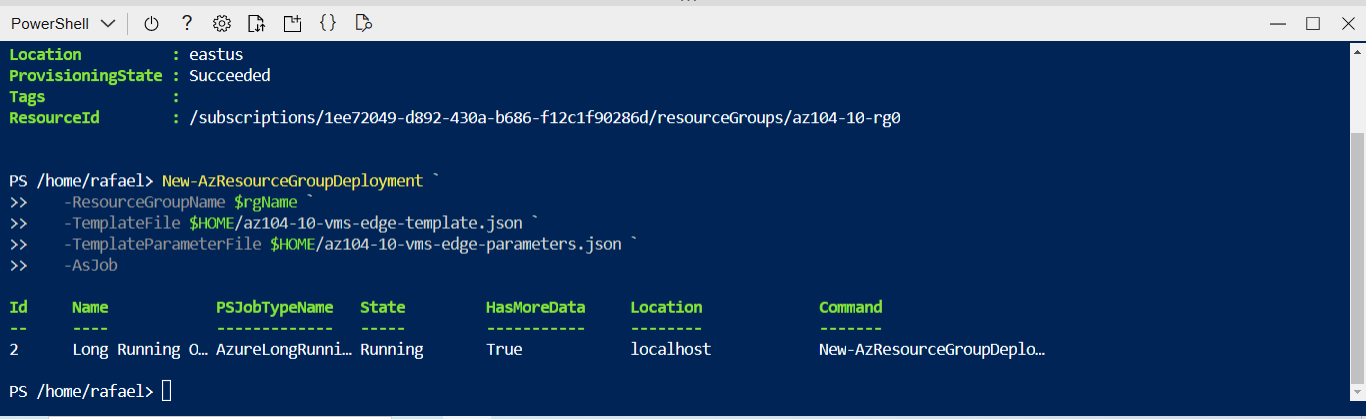 PowerShell
Location : eastus
ProvisioningState : Succeeded
Tags :
ResourceId : /subscriptions/1ee72049-d892-430a-b686-f12c1f90286d/resourceGroups/az104-10-rg0
PS /home/rafael> New-AzResourceGroupDeployment `
>> -ResourceGroupName $rgName `
>> -TemplateFile $HOME/az104-10-vms-edge-template.json `
>> -TemplateParameterFile $HOME/az104-10-vms-edge-parameters.json `
>> -AsJob
Id Name PSJobTypeName State HasMoreData Location Command
-- ---- ------------- ----- ----------- -------- -------
2 Long Running O… AzureLongRunni… Running True localhost New-AzResourceGroupDeplo…
PS /home/rafael>